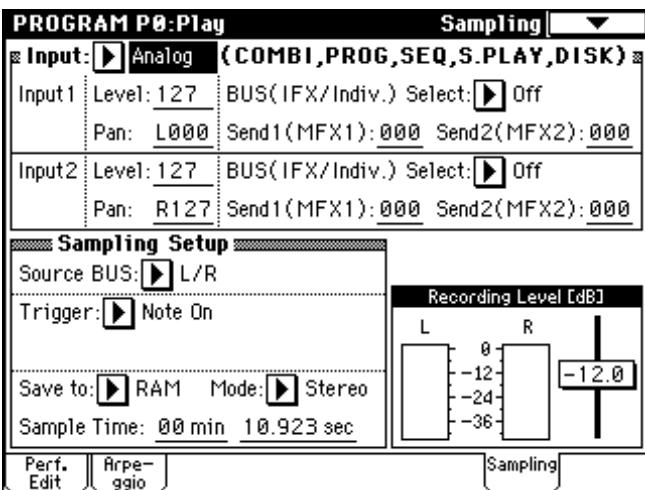 PROGRAM P0:Play Sampling
Input: Analog (COMBI,PROG,SEQ,S.PLAY,DISK)
Input1 Level: 127 BUS(IFX/Indiv.) Select: Off
Pan: L000 Send1(MFX1): 000 Send2(MFX2): 000
Input2 Level: 127 BUS(IFX/Indiv.) Select: Off
Pan: R127 Send1(MFX1): 000 Send2(MFX2): 000
Sampling Setup
Source BUS: L/R
Trigger: Note On
Save to: RAM Mode: Stereo
Sample Time: 00 min 10.923 sec
Recording Level [dB]
L R
0
-12
-24
-36
-12.0
Perf. Edit
Arpe-ggio
Sampling